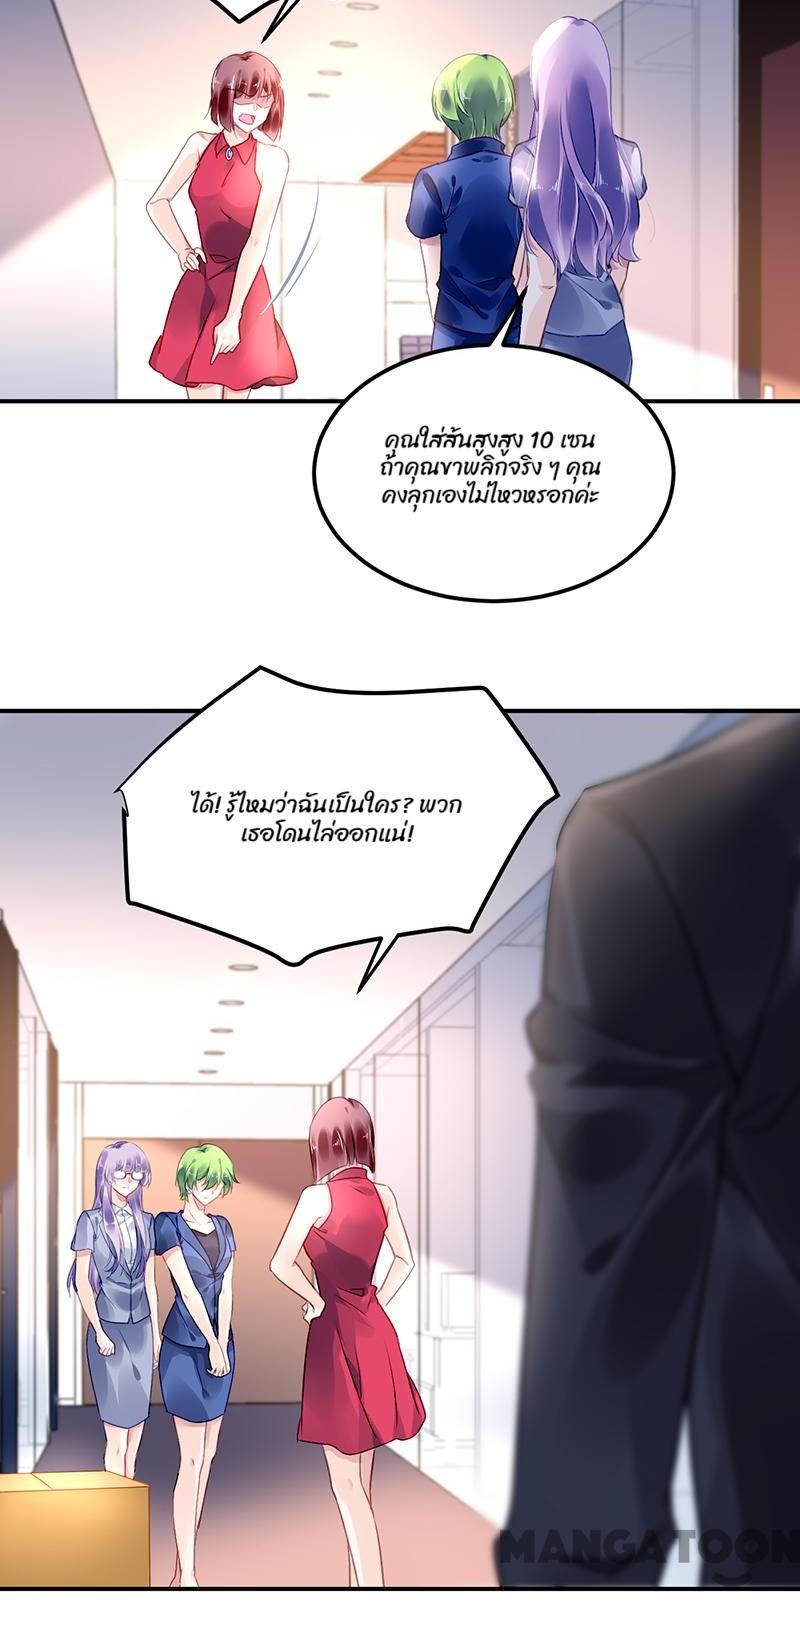 คุณใส่ส้นสูงสูง 10 เซน
ถ้าคุณขาพลิกจริง ๆ คุณ
คงลุกเองไม่ไหวหรอกค่ะ
ได้! รู้ไหมว่าฉันเป็นใคร? พวก
เธอโดนไล่ออกแน่!
MANGATOON